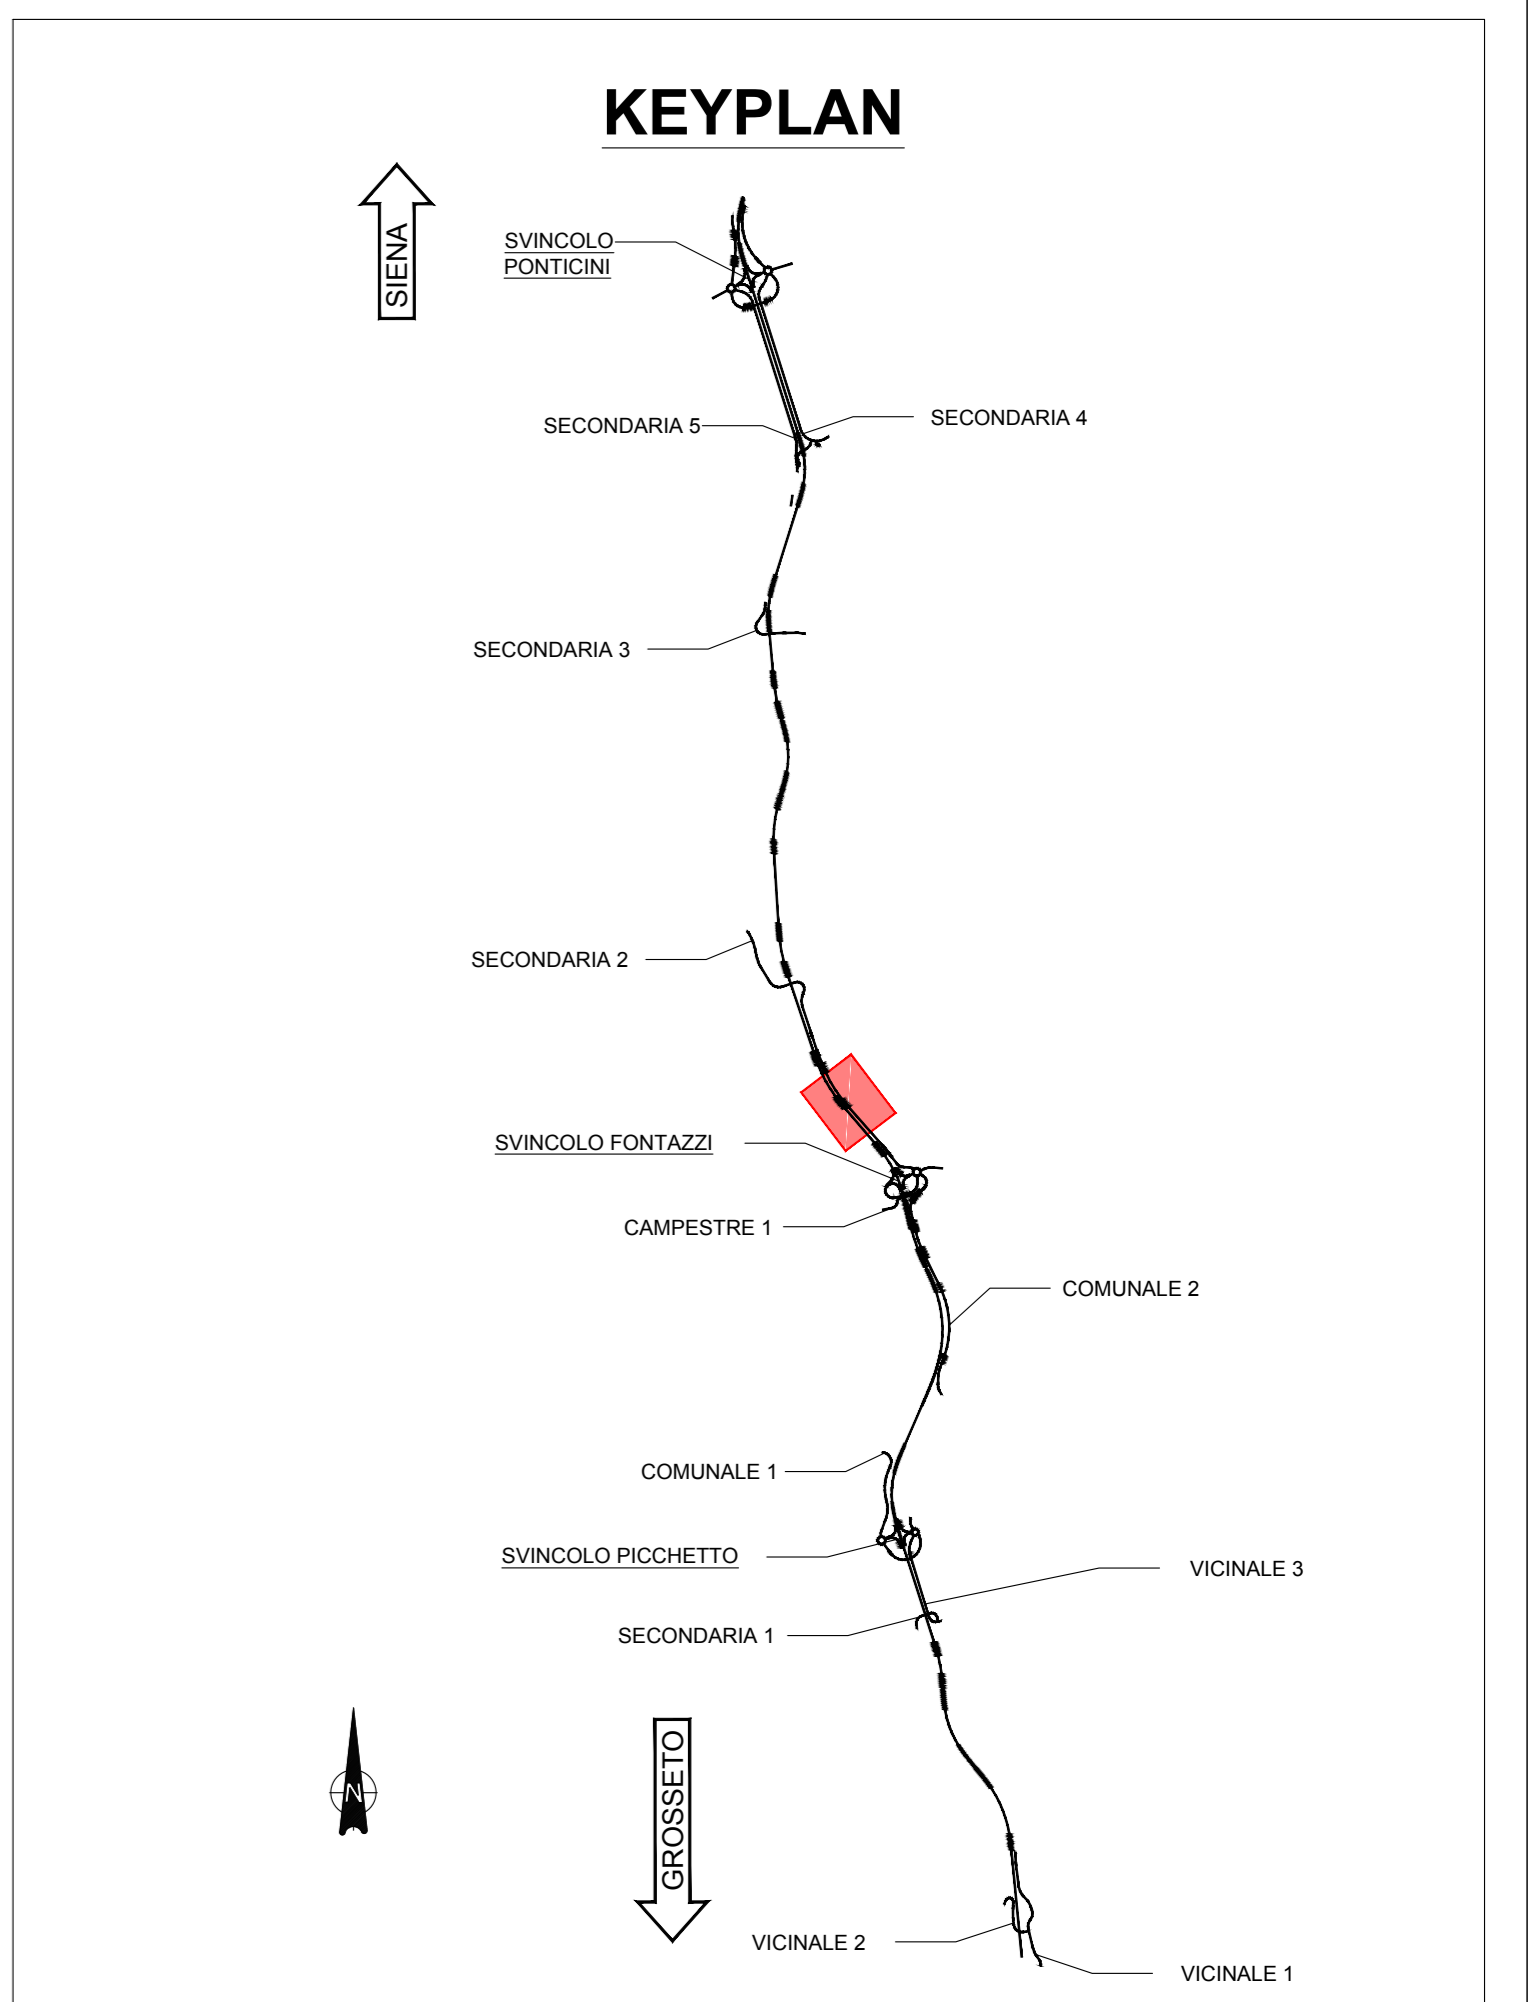 KEYPLAN
SIENA
SVINCOLO
PONTICINI
SECONDARIA 4
SECONDARIA 5
SECONDARIA 3
SECONDARIA 2
SVINCOLO FONTAZZI
CAMPESTRE 1
COMUNALE 2
COMUNALE 1
SVINCOLO PICCHETTO
VICINALE 3
SECONDARIA 1
N
GROSSETO
VICINALE 2
VICINALE 1